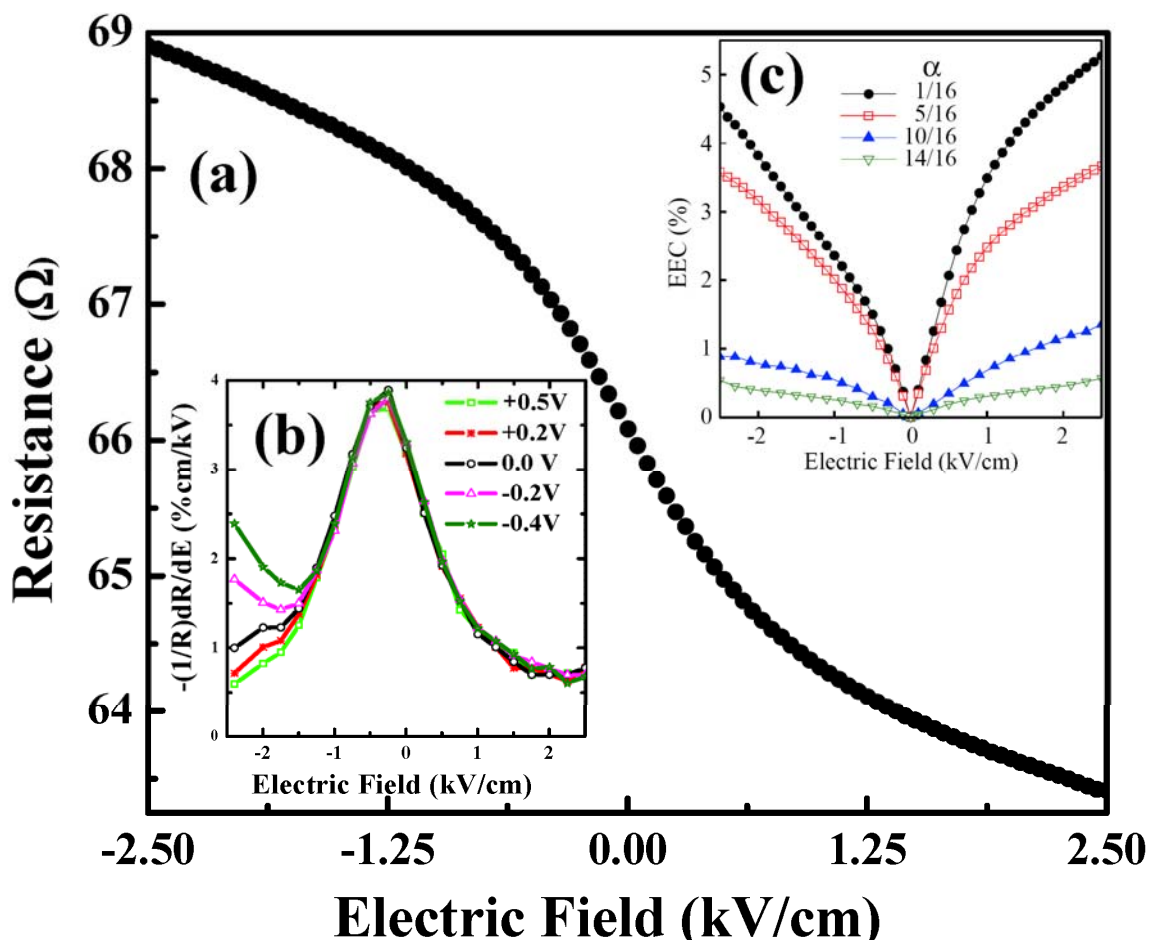 69
68
67
66
65
64
Resistance (Ω)
-2.50
-1.25
0.00
1.25
2.50
Electric Field (kV/cm)
(a)
(b)
4
3
2
1
0
-(1/R)dR/dE (%cm/kV)
+0.5V
+0.2V
0.0 V
-0.2V
-0.4V
-2
-1
0
1
2
Electric Field (kV/cm)
(c)
α
1/16
5/16
10/16
14/16
5
4
3
2
1
0
EEC (%)
-2
-1
0
1
2
Electric Field (kV/cm)